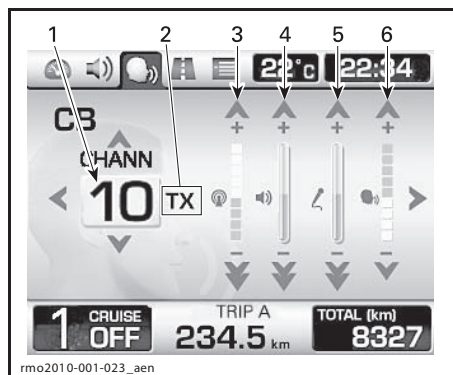 1 2 3 4 5 6
22°C 22:34
CB
CHANN
10 TX
+ + + +
− − − −
1 CRUISE OFF
TRIP A
234.5 km
TOTAL (km)
8327
rmo2010-001-023_aen